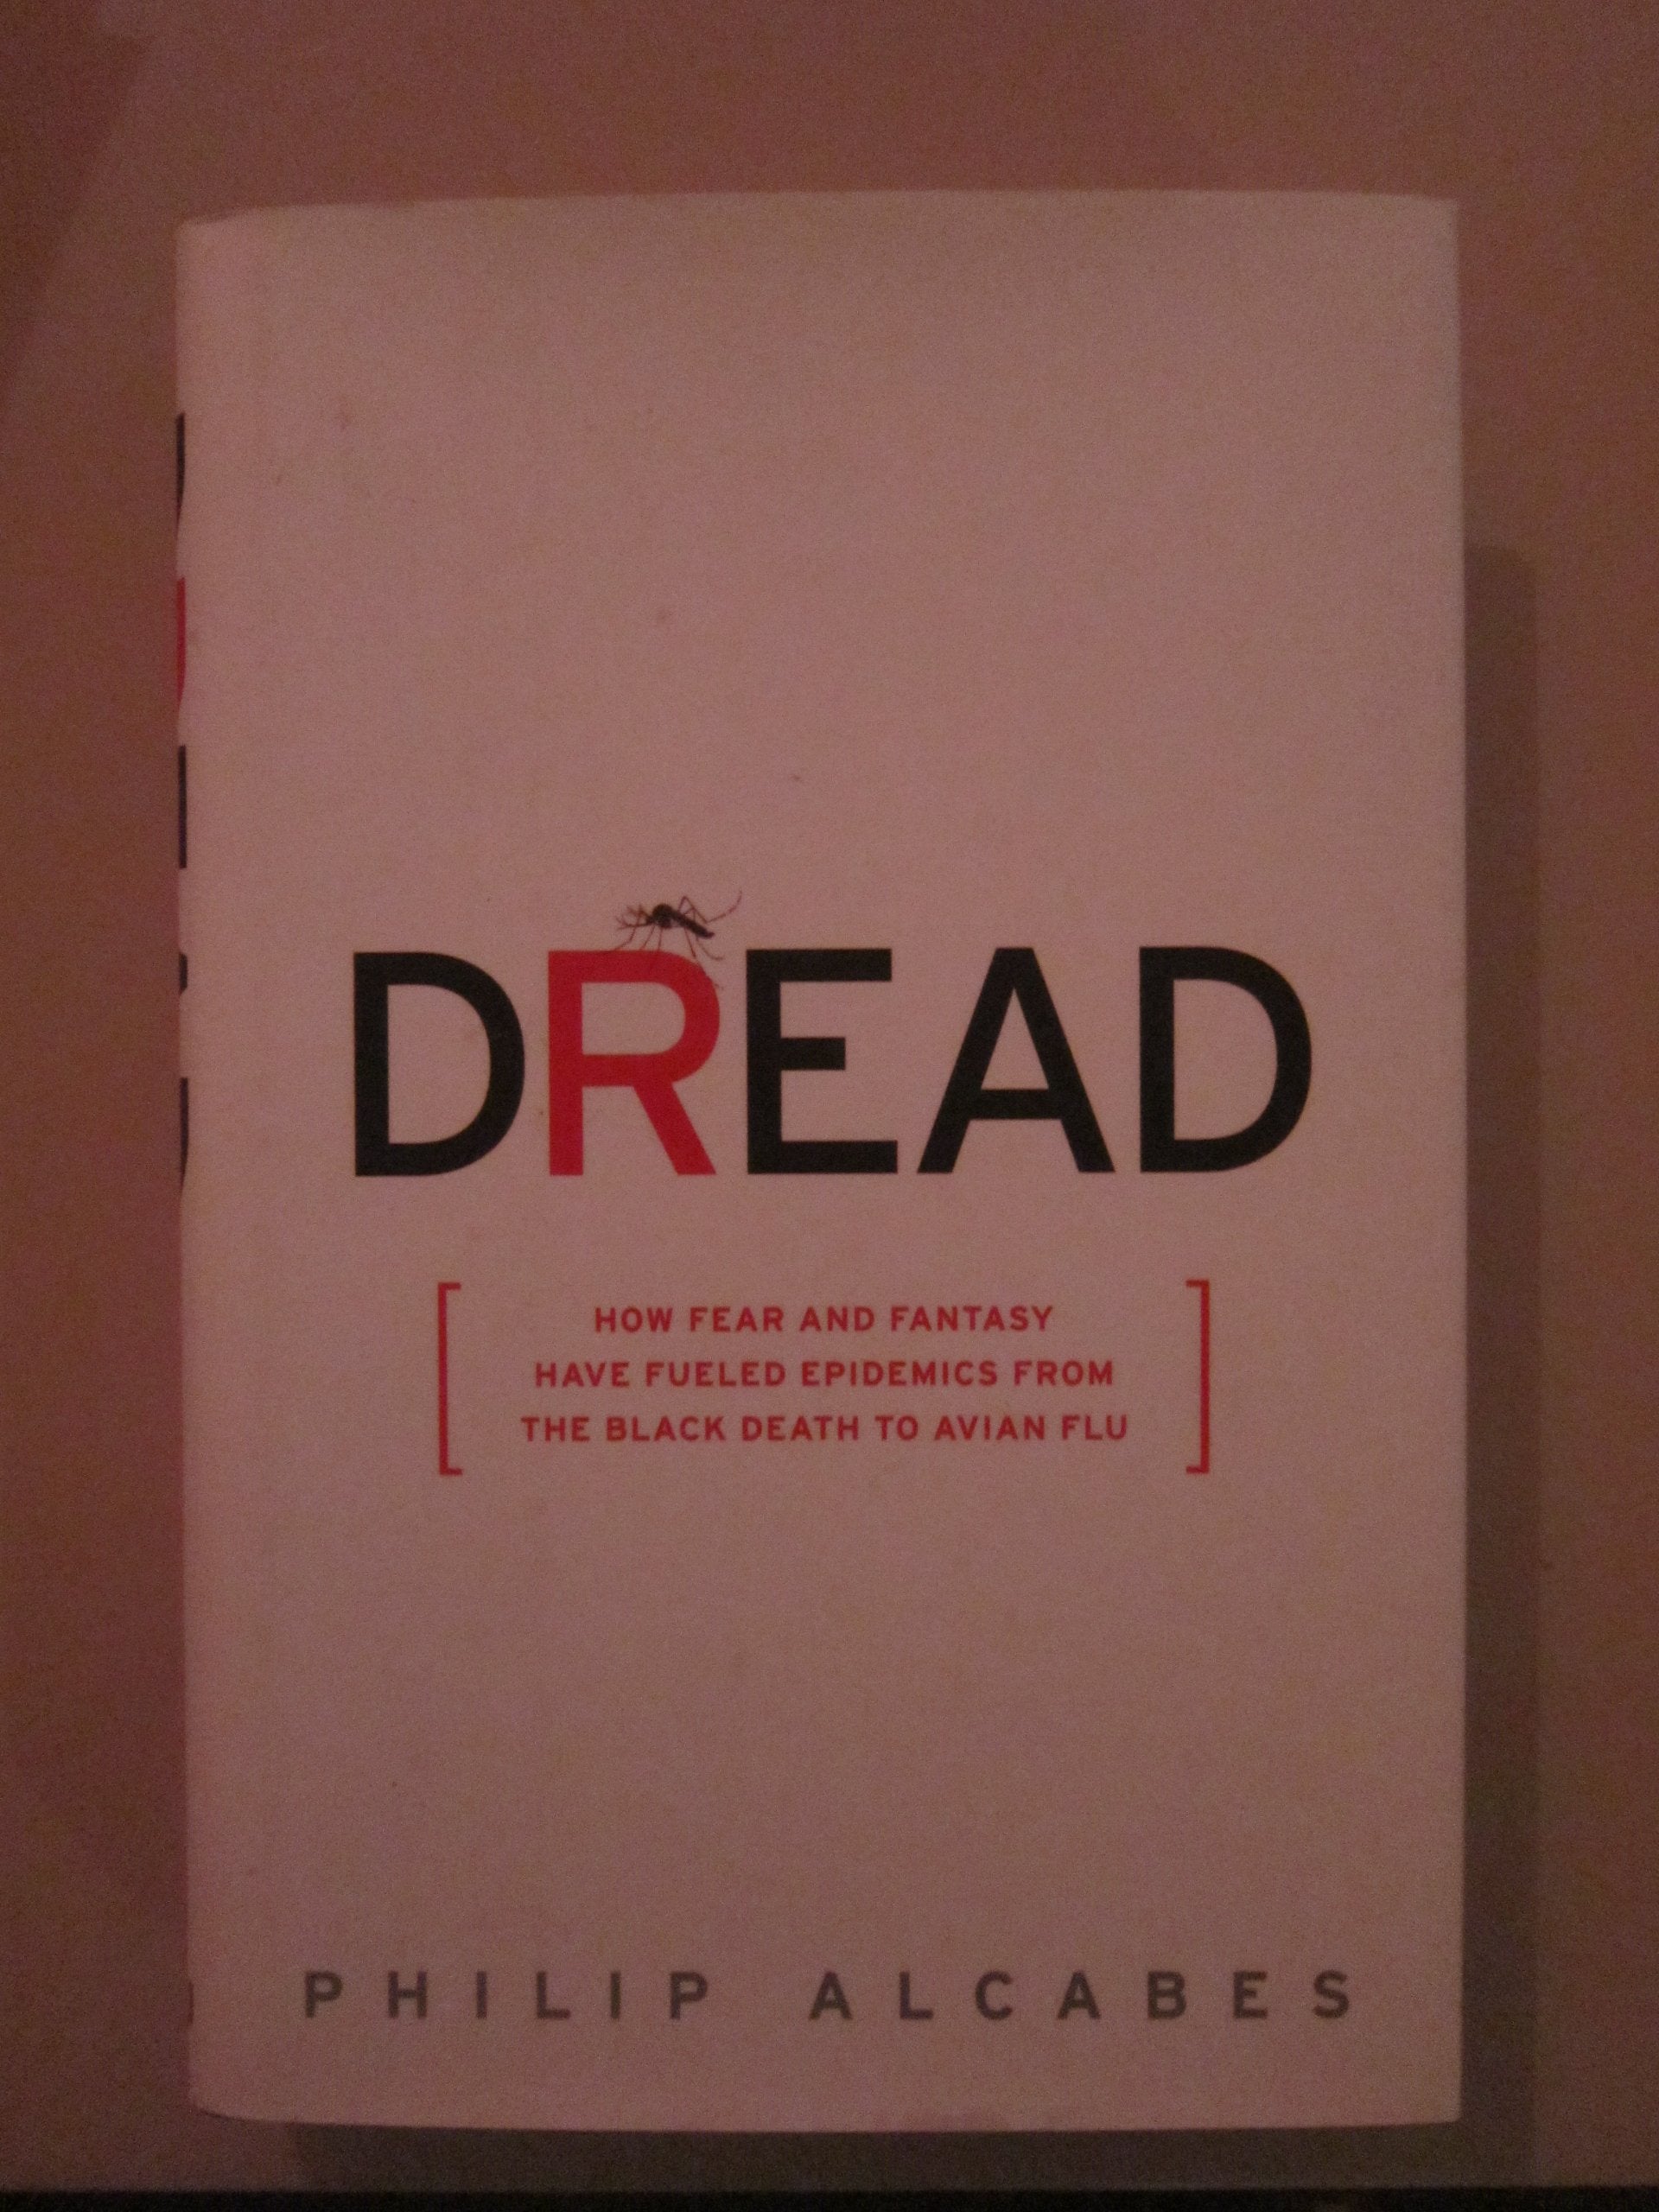 DREAD
[ HOW FEAR AND FANTASY
HAVE FUELED EPIDEMICS FROM
THE BLACK DEATH TO AVIAN FLU ]
PHILIP ALCABES